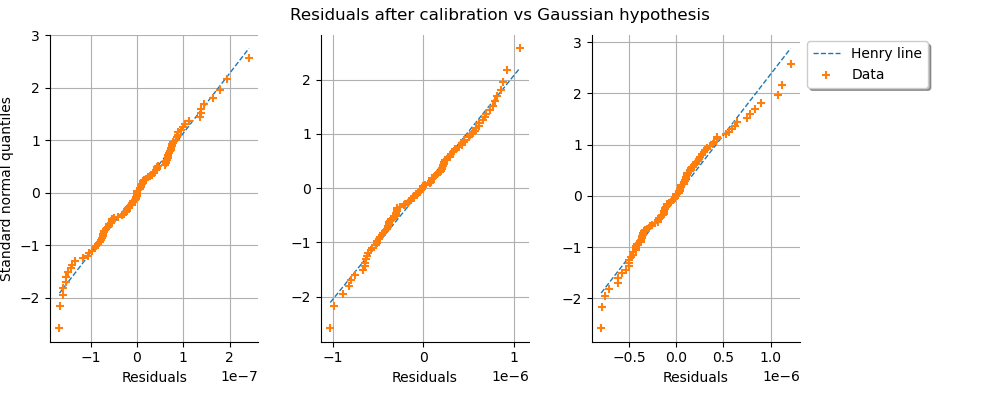 Residuals after calibration vs Gaussian hypothesis
Standard normal quantiles
3
2
1
0
−1
−2
−1 0 1 2
Residuals
1e−7
2
1
0
−1
−2
−1 0 1
Residuals
1e−6
3
2
1
0
−1
−2
−0.5 0.0 0.5 1.0
Residuals
1e−6
Henry line
Data